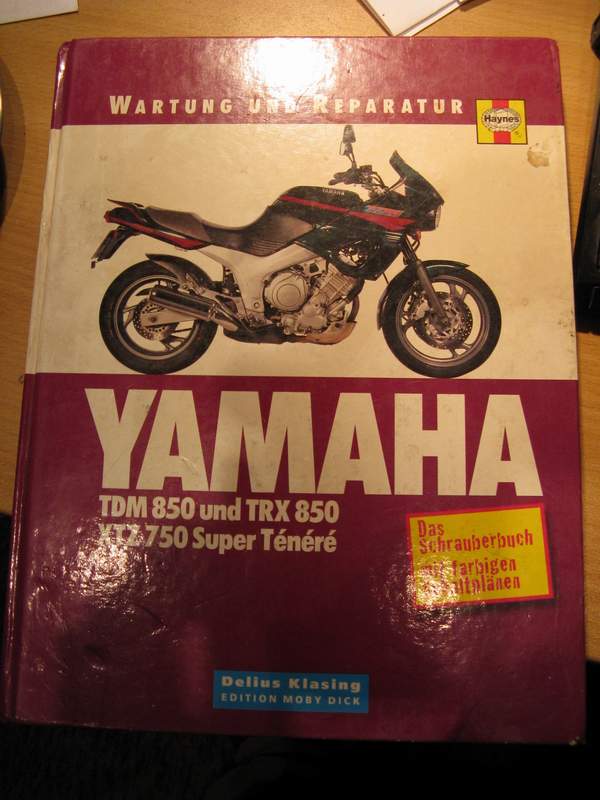 WARTUNG UND REPARATUR
Haynes
YAMAHA
YAMAHA
TDM 850 und TRX 850
XTZ 750 Super Ténéré
Das
Schrauberbuch
mit farbigen
Schaltplänen
Delius Klasing
EDITION MOBY DICK